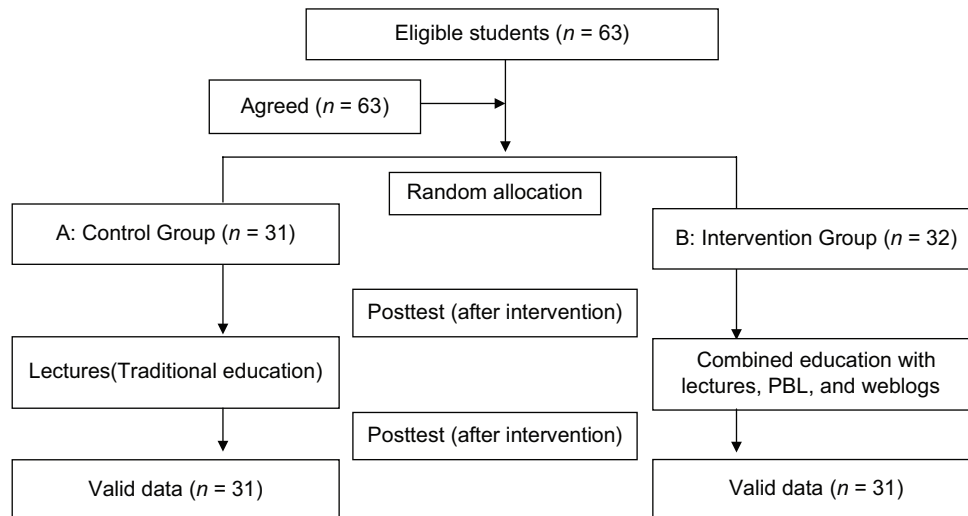 Eligible students (n = 63)
Agreed (n = 63)
Random allocation
A: Control Group (n = 31)
B: Intervention Group (n = 32)
Posttest (after intervention)
Lectures(Traditional education)
Combined education with
lectures, PBL, and weblogs
Posttest (after intervention)
Valid data (n = 31)
Valid data (n = 31)